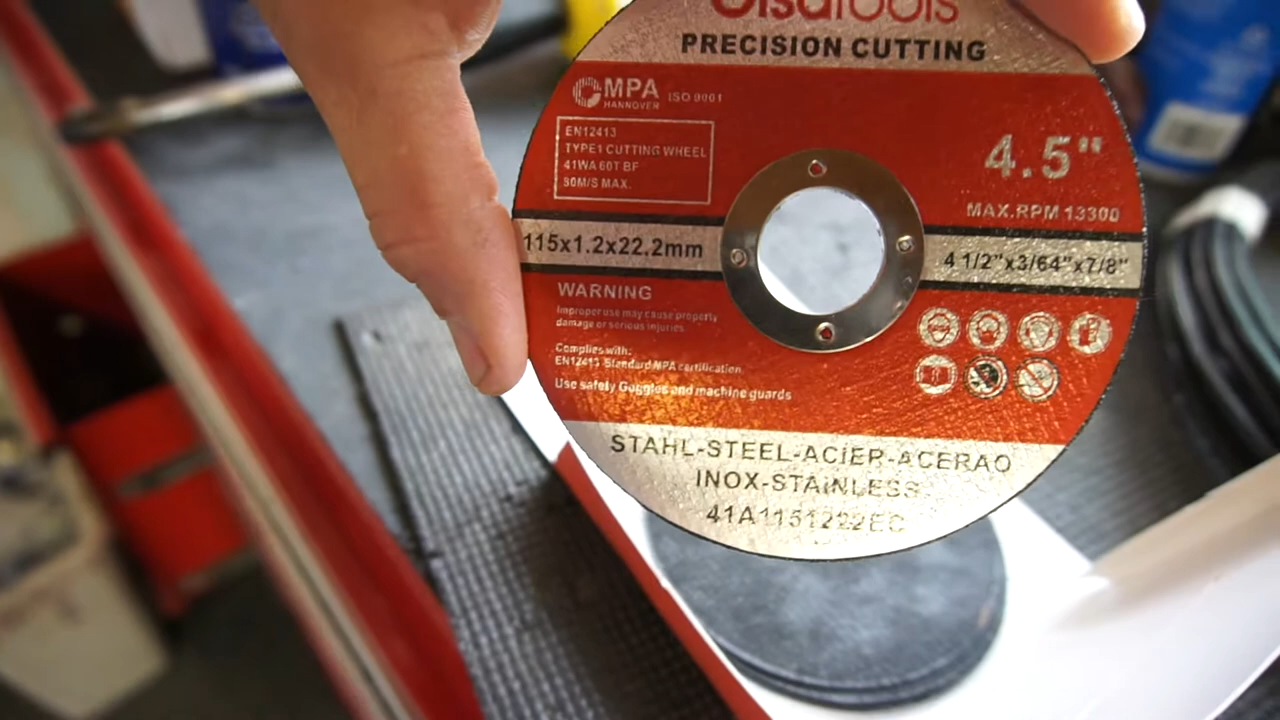 OlsaTools
PRECISION CUTTING
MPA
HANNOVER
ISO 9001
EN12413
TYPE1 CUTTING WHEEL
41WA 60T BF
80M/S MAX.
4.5"
MAX.RPM 13300
115x1.2x22.2mm
4 1/2"x3/64"x7/8"
WARNING
Improper use may cause property
damage or serious injuries.
Complies with:
EN12413 Standard MPA certification
Use safety Goggles and machine guards
STAHL-STEEL-ACIER-ACERAO
INOX-STAINLESS
41A1151222EC